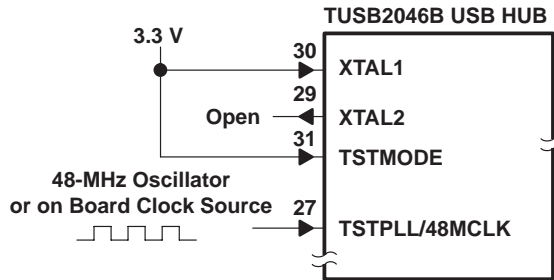 TUSB2046B USB HUB
3.3 V
30
XTAL1
29
Open
XTAL2
31
TSTMODE
48-MHz Oscillator
or on Board Clock Source
27
TSTPLL/48MCLK